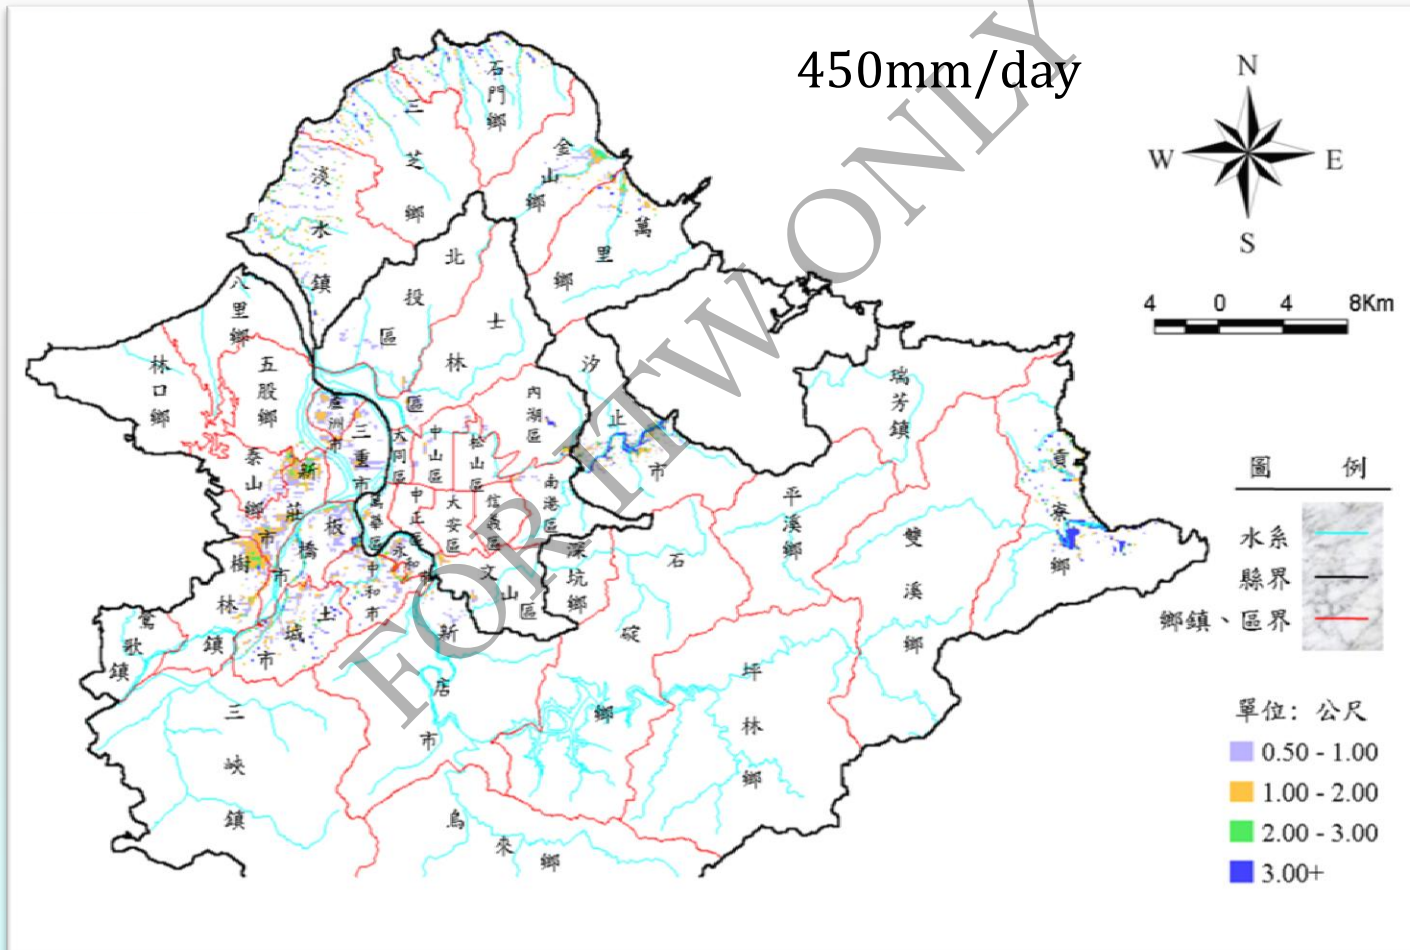 450mm/day
N
W E
S
4 0 4 8Km
石門鄉
三芝鄉
金山鄉
淡水鎮
萬里鄉
北投區
士林區
八里鄉
林口鄉
五股鄉
蘆洲市
三重市
汐止市
內湖區
瑞芳鎮
大同區
中山區
松山區
南港區
泰山鄉
新莊市
板橋市
萬華區
中正區
大安區
信義區
貢寮鄉
平溪鄉
雙溪鄉
樹林鎮
永和市
中和市
文山區
深坑鄉
石碇鄉
土城市
鶯歌鎮
新店市
坪林鄉
三峽鎮
烏來鄉
圖 例
水系
縣界
鄉鎮、區界
單位: 公尺
0.50 - 1.00
1.00 - 2.00
2.00 - 3.00
3.00+
FOR ITW ONLY